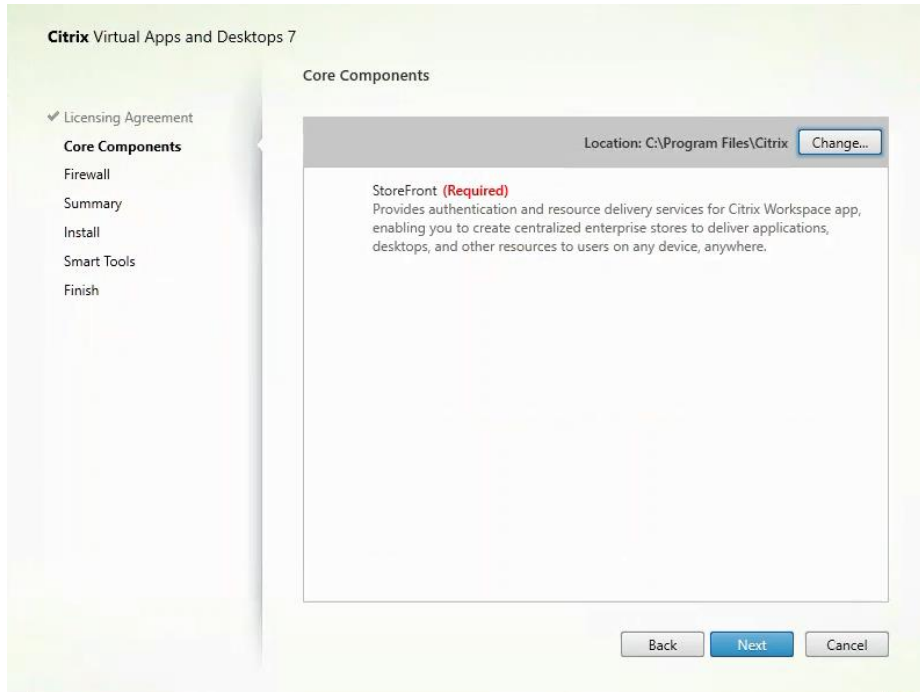 Citrix Virtual Apps and Desktops 7
Core Components
✔ Licensing Agreement
Core Components
Firewall
Summary
Install
Smart Tools
Finish
Location: C:\Program Files\Citrix
Change...
StoreFront (Required)
Provides authentication and resource delivery services for Citrix Workspace app,
enabling you to create centralized enterprise stores to deliver applications,
desktops, and other resources to users on any device, anywhere.
Back
Next
Cancel